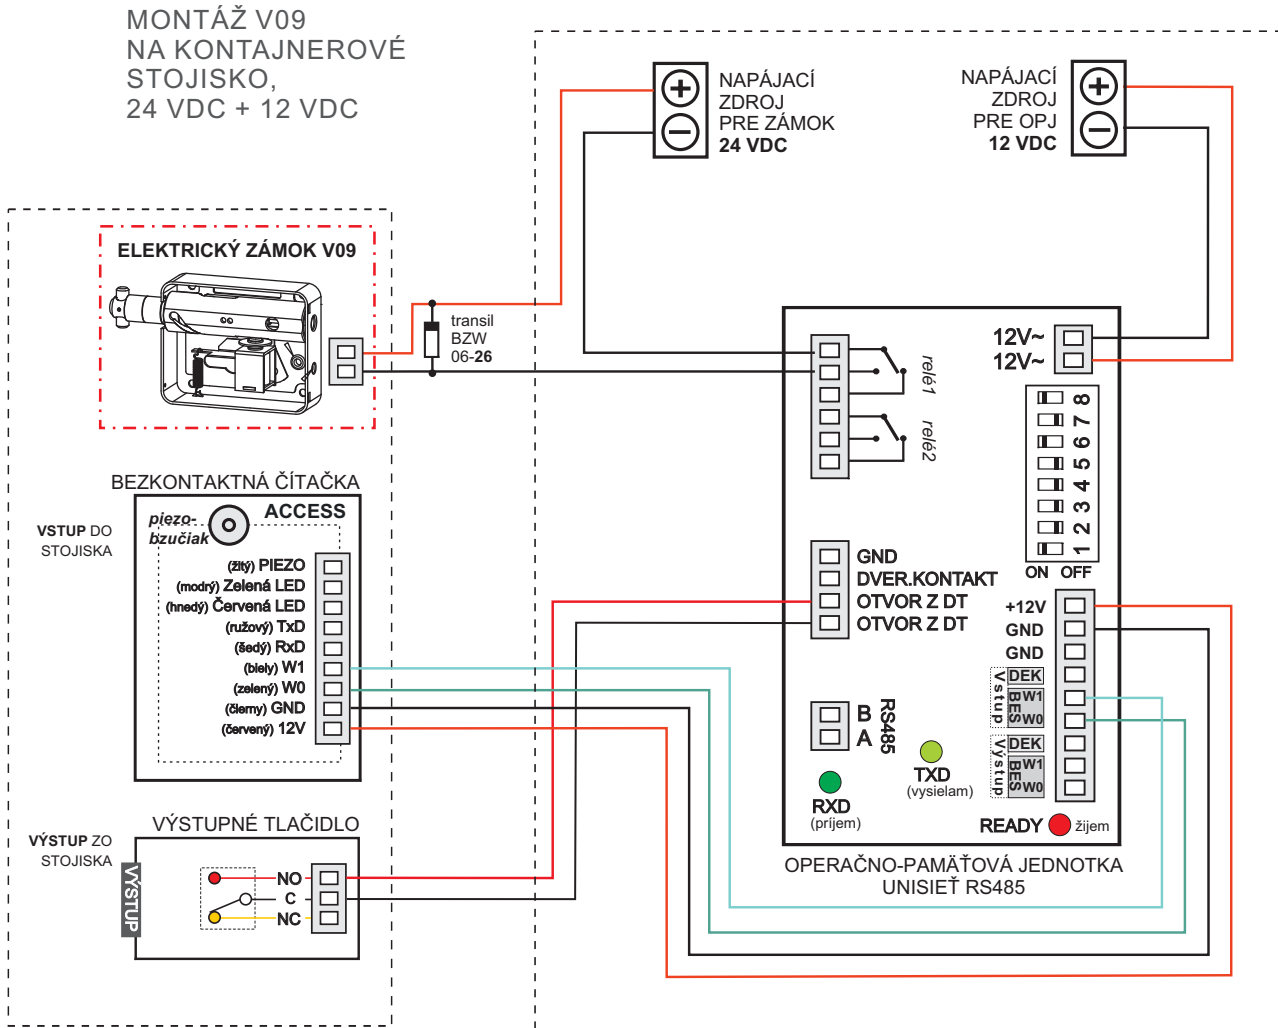 MONTÁŽ V09
NA KONTAJNEROVÉ
STOJISKO,
24 VDC + 12 VDC
NAPÁJACÍ
ZDROJ
PRE ZÁMOK
24 VDC
NAPÁJACÍ
ZDROJ
PRE OPJ
12 VDC
ELEKTRICKÝ ZÁMOK V09
transil
BZW
06-26
relé1
relé2
12V~
12V~
8
7
6
5
4
3
2
1
ON OFF
BEZKONTAKTNÁ ČÍTAČKA
VSTUP DO
STOJISKA
piezo-
bzučiak
ACCESS
(žltý) PIEZO
(modrý) Zelená LED
(hnedý) Červená LED
(ružový) TxD
(šedý) RxD
(biely) W1
(zelený) W0
(čierny) GND
(červený) 12V
GND
DVER.KONTAKT
OTVOR Z DT
OTVOR Z DT
+12V
GND
GND
Vstup
DEK
BES
W1
W0
Výstup
DEK
BES
W1
W0
B
A
RS485
TXD
(vysielam)
RXD
(príjem)
READY
žijem
OPERAČNO-PAMÄŤOVÁ JEDNOTKA
UNISIEŤ RS485
VÝSTUPNÉ TLAČIDLO
VÝSTUP ZO
STOJISKA
VÝSTUP
NO
C
NC